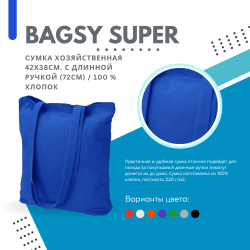 BAGSY SUPER
СУМКА ХОЗЯЙСТВЕННАЯ
42Х38СМ. С ДЛИННОЙ
РУЧКОЙ (72СМ) / 100 %
ХЛОПОК
Практичная и удобная сумка отлично подойдет для
похода за покупками А длинные ручки помогут
донести их до дома. Сумка изготовлена из 100%
хлопка, плотность 220 г/м2.
Варианты цвета: